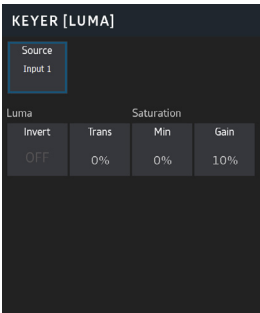 KEYER [LUMA]
Source
Input 1
Luma Saturation
Invert Trans Min Gain
OFF 0% 0% 10%